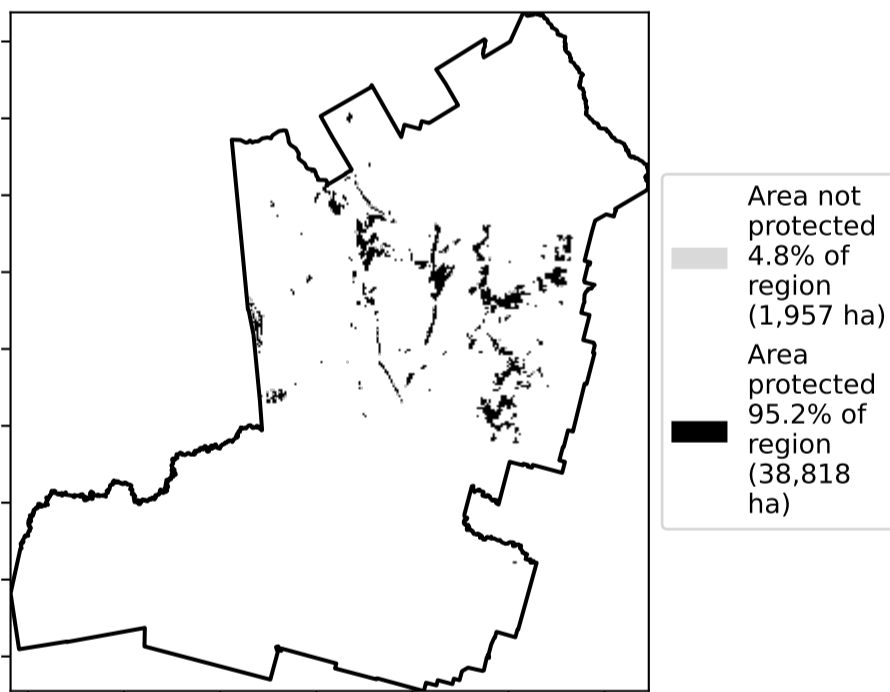 Area not
protected
4.8% of
region
(1,957 ha)
Area
protected
95.2% of
region
(38,818
ha)